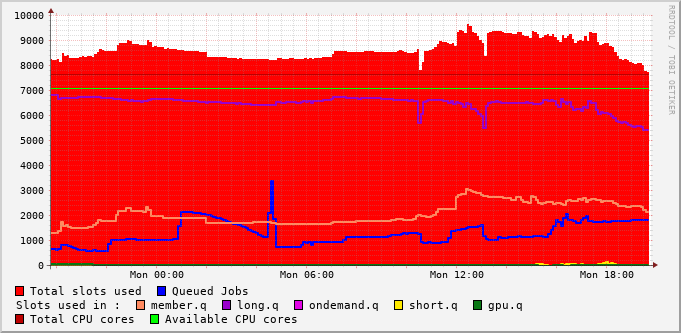 10000
9000
8000
7000
6000
5000
4000
3000
2000
1000
0
Mon 00:00 Mon 06:00 Mon 12:00 Mon 18:00
RRDTOOL / TOBI OETIKER
Total slots used Queued Jobs
Slots used in : member.q long.q ondemand.q short.q gpu.q
Total CPU cores Available CPU cores